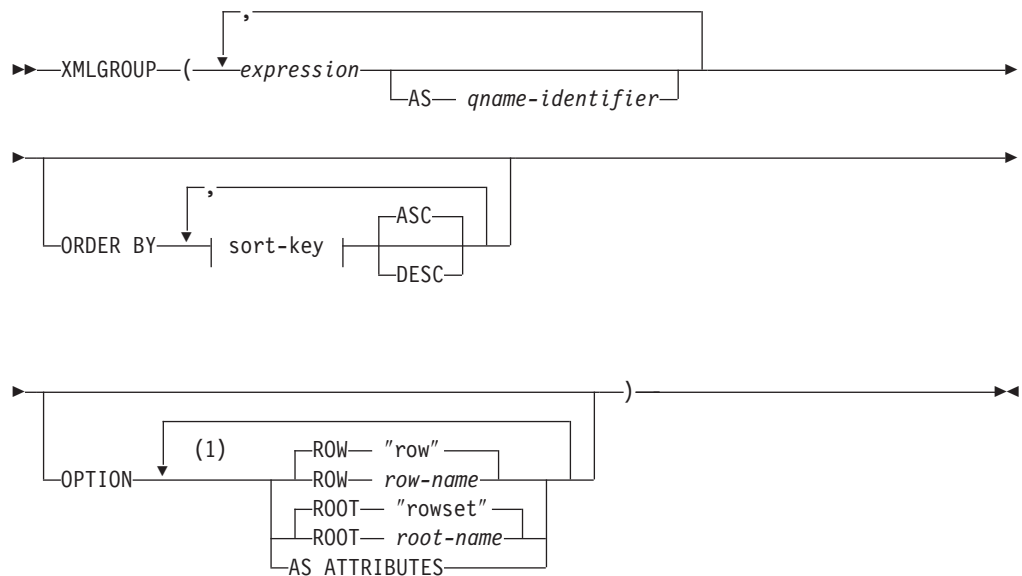 ,
XMLGROUP ( expression
AS qname-identifier
,
ASC
ORDER BY sort-key
DESC
)
(1) ROW "row"
OPTION ROW row-name
ROOT "rowset"
ROOT root-name
AS ATTRIBUTES